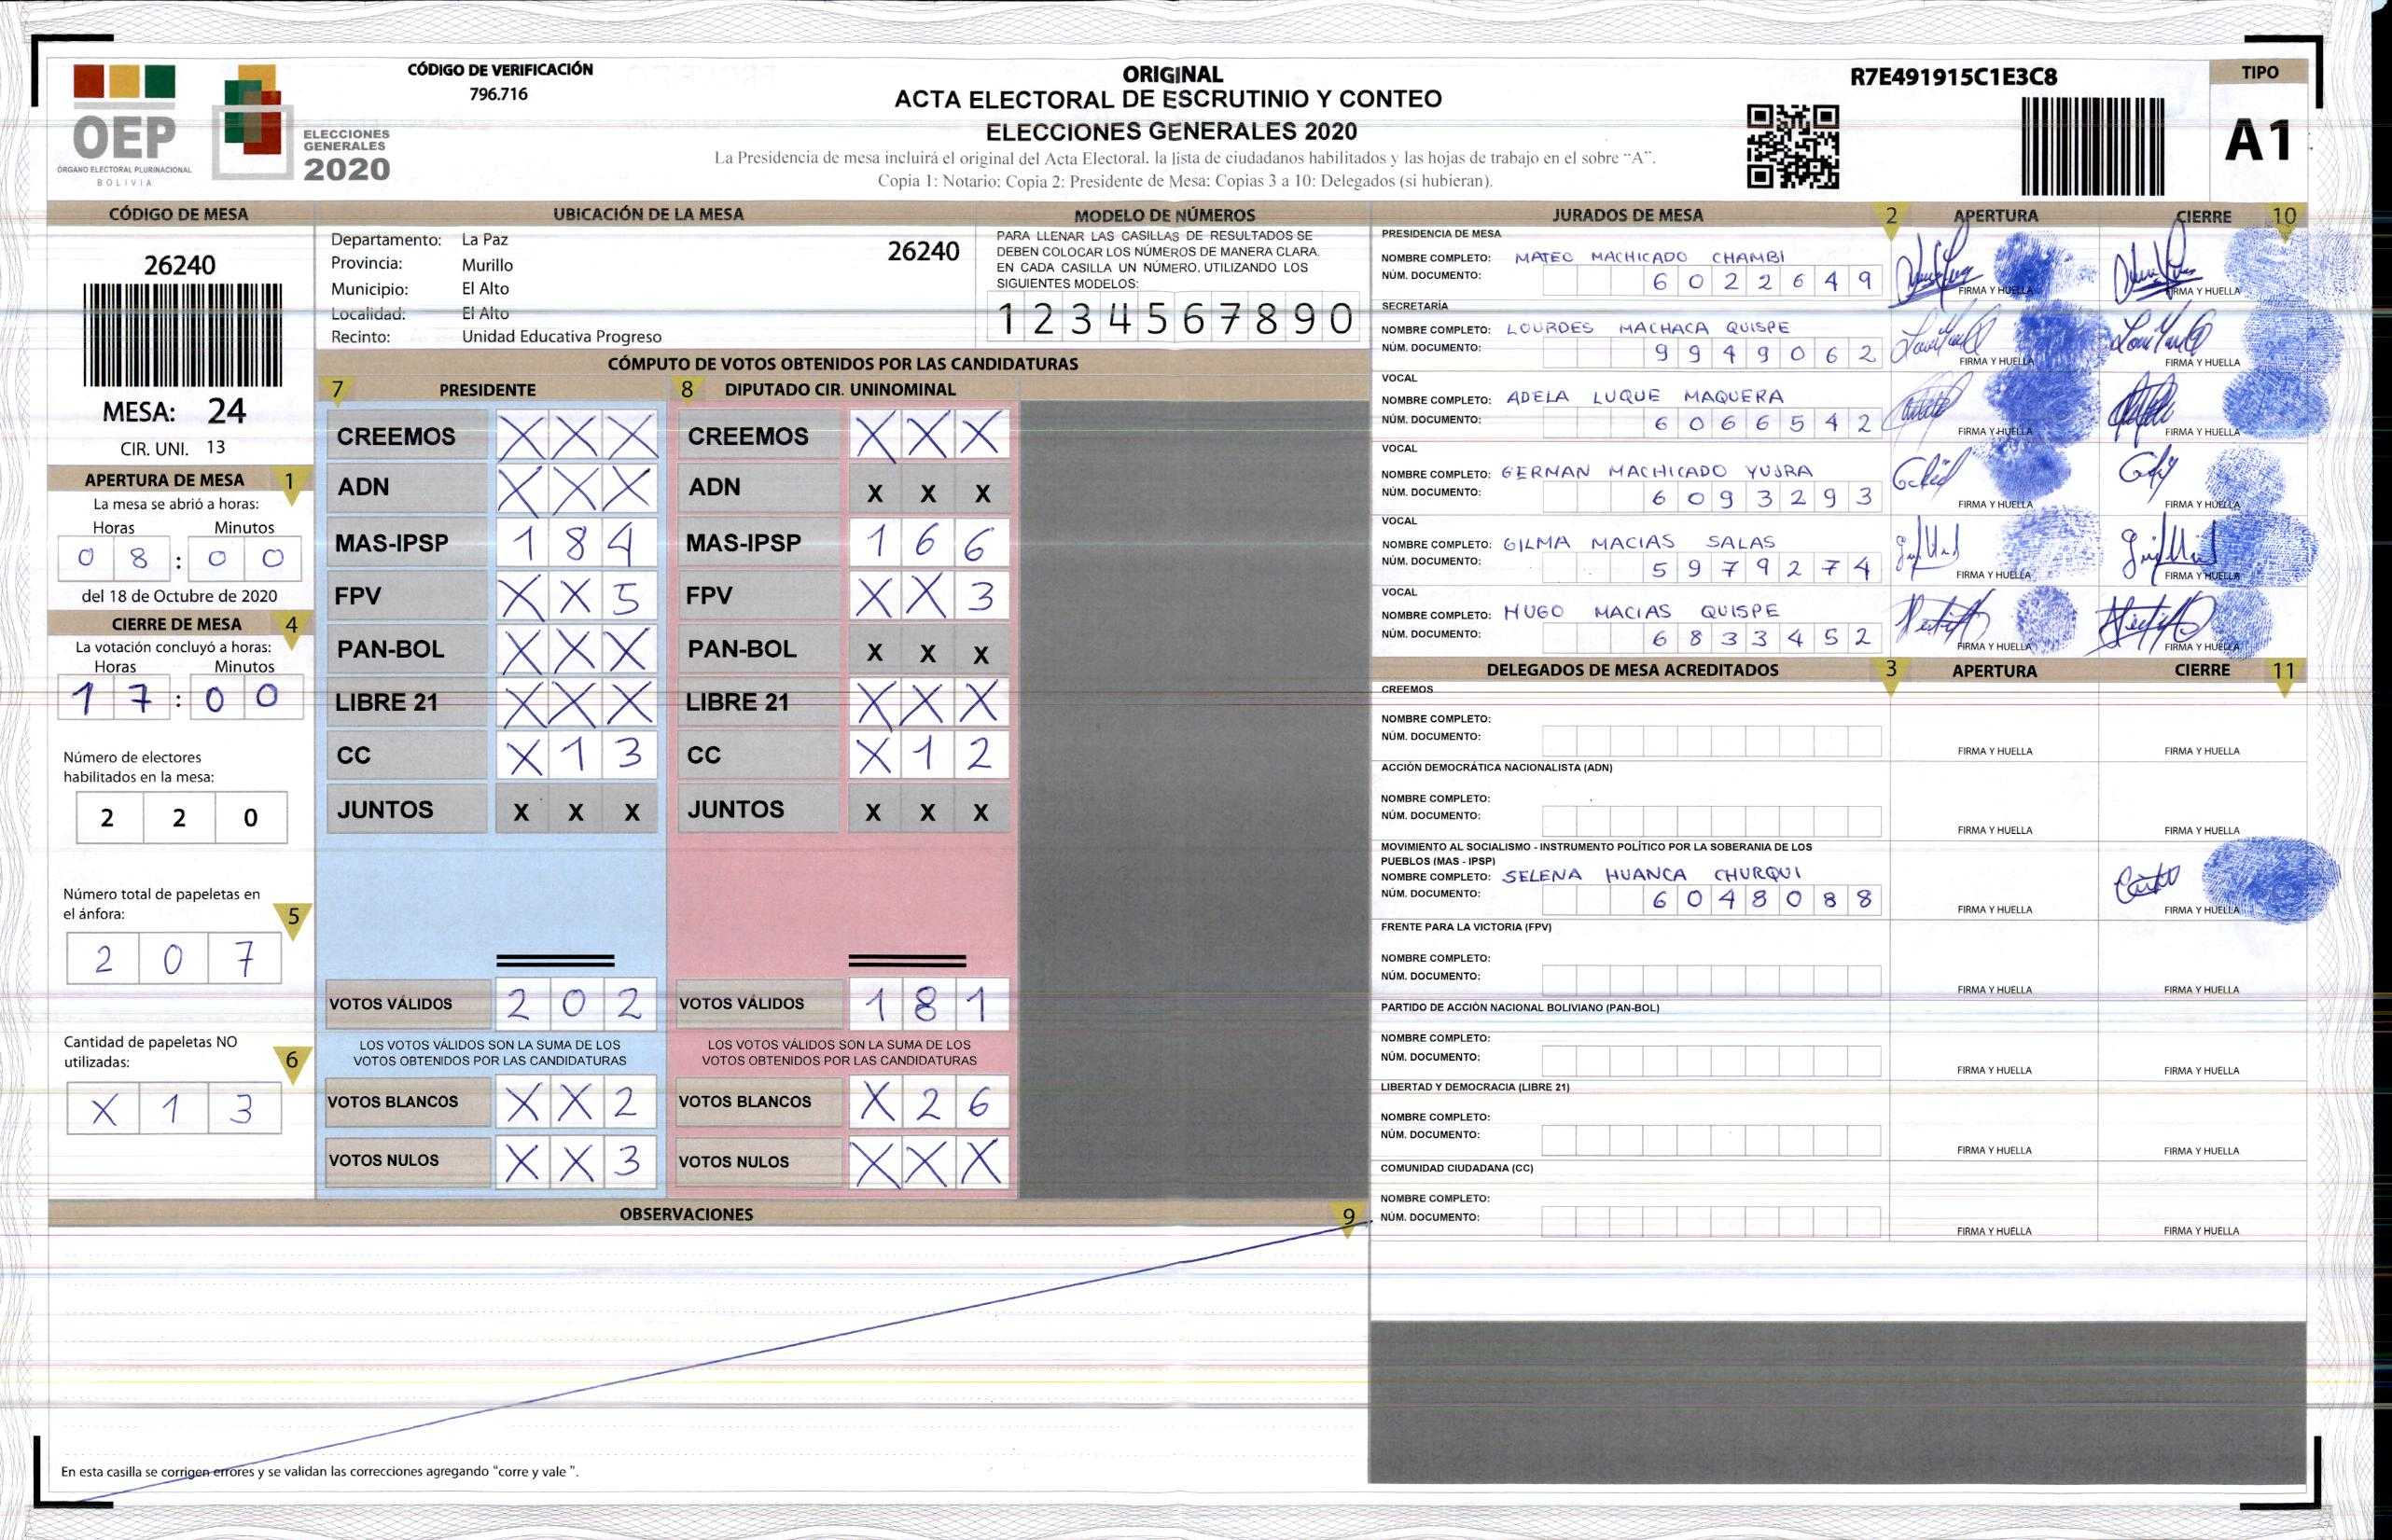 OEP
ÓRGANO ELECTORAL PLURINACIONAL
BOLIVIA
ELECCIONES
GENERALES
2020
CÓDIGO DE VERIFICACIÓN
796.716
ORIGINAL
ACTA ELECTORAL DE ESCRUTINIO Y CONTEO
ELECCIONES GENERALES 2020
La Presidencia de mesa incluirá el original del Acta Electoral, la lista de ciudadanos habilitados y las hojas de trabajo en el sobre "A".
Copia 1: Notario; Copia 2: Presidente de Mesa; Copias 3 a 10: Delegados (si hubieran).
R7E491915C1E3C8
TIPO
A1
CÓDIGO DE MESA
26240
MESA: 24
CIR. UNI. 13
APERTURA DE MESA 1
La mesa se abrió a horas:
Horas Minutos
0 8 : 0 0
del 18 de Octubre de 2020
CIERRE DE MESA 4
La votación concluyó a horas:
Horas Minutos
1 7 : 0 0
Número de electores
habilitados en la mesa:
2 2 0
Número total de papeletas en
el ánfora: 5
2 0 7
Cantidad de papeletas NO
utilizadas: 6
X 1 3
UBICACIÓN DE LA MESA
Departamento: La Paz 26240
Provincia: Murillo
Municipio: El Alto
Localidad: El Alto
Recinto: Unidad Educativa Progreso
MODELO DE NÚMEROS
PARA LLENAR LAS CASILLAS DE RESULTADOS SE
DEBEN COLOCAR LOS NÚMEROS DE MANERA CLARA.
EN CADA CASILLA UN NÚMERO, UTILIZANDO LOS
SIGUIENTES MODELOS:
1 2 3 4 5 6 7 8 9 0
CÓMPUTO DE VOTOS OBTENIDOS POR LAS CANDIDATURAS
7 PRESIDENTE
CREEMOS X X X
ADN X X X
MAS-IPSP 1 8 4
FPV X X 5
PAN-BOL X X X
LIBRE 21 X X X
CC X 1 3
JUNTOS X X X
VOTOS VÁLIDOS 2 0 2
LOS VOTOS VÁLIDOS SON LA SUMA DE LOS
VOTOS OBTENIDOS POR LAS CANDIDATURAS
VOTOS BLANCOS X X 2
VOTOS NULOS X X 3
8 DIPUTADO CIR. UNINOMINAL
CREEMOS X X X
ADN X X X
MAS-IPSP 1 6 6
FPV X X 3
PAN-BOL X X X
LIBRE 21 X X X
CC X 1 2
JUNTOS X X X
VOTOS VÁLIDOS 1 8 1
LOS VOTOS VÁLIDOS SON LA SUMA DE LOS
VOTOS OBTENIDOS POR LAS CANDIDATURAS
VOTOS BLANCOS X 2 6
VOTOS NULOS X X X
OBSERVACIONES 9
En esta casilla se corrigen errores y se validan las correcciones agregando "corre y vale ".
JURADOS DE MESA 2 APERTURA CIERRE 10
PRESIDENCIA DE MESA
NOMBRE COMPLETO: MATEO MACHICADO CHAMBI
NÚM. DOCUMENTO: 6 0 2 2 6 4 9
FIRMA Y HUELLA FIRMA Y HUELLA
SECRETARÍA
NOMBRE COMPLETO: LOURDES MACHACA QUISPE
NÚM. DOCUMENTO: 9 9 4 9 0 6 2
FIRMA Y HUELLA FIRMA Y HUELLA
VOCAL
NOMBRE COMPLETO: ADELA LUQUE MAQUERA
NÚM. DOCUMENTO: 6 0 6 6 5 4 2
FIRMA Y HUELLA FIRMA Y HUELLA
VOCAL
NOMBRE COMPLETO: GERMAN MACHICADO YUJRA
NÚM. DOCUMENTO: 6 0 9 3 2 9 3
FIRMA Y HUELLA FIRMA Y HUELLA
VOCAL
NOMBRE COMPLETO: GILMA MACIAS SALAS
NÚM. DOCUMENTO: 5 9 7 9 2 7 4
FIRMA Y HUELLA FIRMA Y HUELLA
VOCAL
NOMBRE COMPLETO: HUGO MACIAS QUISPE
NÚM. DOCUMENTO: 6 8 3 3 4 5 2
FIRMA Y HUELLA FIRMA Y HUELLA
DELEGADOS DE MESA ACREDITADOS 3 APERTURA CIERRE 11
CREEMOS
NOMBRE COMPLETO:
NÚM. DOCUMENTO:
FIRMA Y HUELLA FIRMA Y HUELLA
ACCIÓN DEMOCRÁTICA NACIONALISTA (ADN)
NOMBRE COMPLETO:
NÚM. DOCUMENTO:
FIRMA Y HUELLA FIRMA Y HUELLA
MOVIMIENTO AL SOCIALISMO - INSTRUMENTO POLÍTICO POR LA SOBERANIA DE LOS
PUEBLOS (MAS - IPSP)
NOMBRE COMPLETO: SELENA HUANCA CHURQUI
NÚM. DOCUMENTO: 6 0 4 8 0 8 8
FIRMA Y HUELLA FIRMA Y HUELLA
FRENTE PARA LA VICTORIA (FPV)
NOMBRE COMPLETO:
NÚM. DOCUMENTO:
FIRMA Y HUELLA FIRMA Y HUELLA
PARTIDO DE ACCIÓN NACIONAL BOLIVIANO (PAN-BOL)
NOMBRE COMPLETO:
NÚM. DOCUMENTO:
FIRMA Y HUELLA FIRMA Y HUELLA
LIBERTAD Y DEMOCRACIA (LIBRE 21)
NOMBRE COMPLETO:
NÚM. DOCUMENTO:
FIRMA Y HUELLA FIRMA Y HUELLA
COMUNIDAD CIUDADANA (CC)
NOMBRE COMPLETO:
NÚM. DOCUMENTO:
FIRMA Y HUELLA FIRMA Y HUELLA